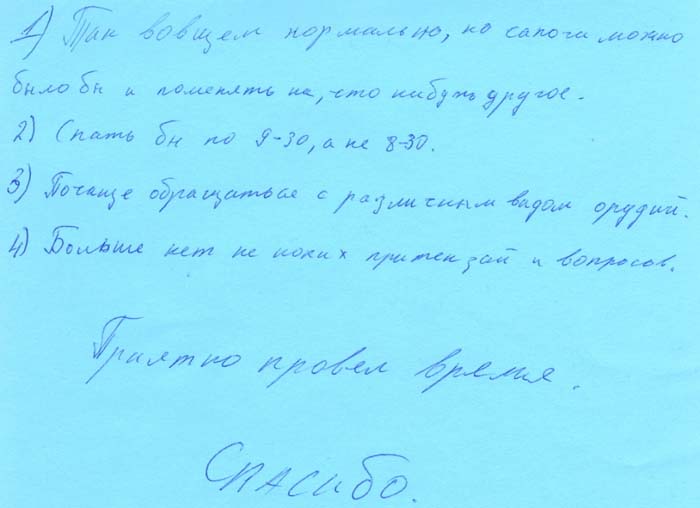 1) Так вовщем нормально, но сапоги можно
было бы и поменять на, что нибудь другое.
2) Спать бы по 9-30, а не 8-30.
3) Почаще обращаться с различным видом орудий.
4) Больше нет не каких притензай и вопросов.
Приятно провел время.
Спасибо.